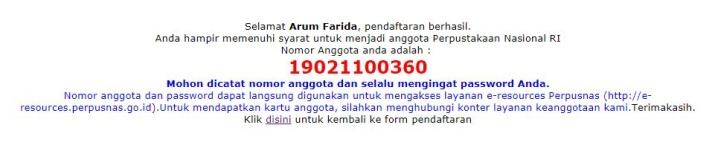 Selamat Arum Farida, pendaftaran berhasil.
Anda hampir memenuhi syarat untuk menjadi anggota Perpustakaan Nasional RI
Nomor Anggota anda adalah :
19021100360
Mohon dicatat nomor anggota dan selalu mengingat password Anda.
Nomor anggota dan password dapat langsung digunakan untuk mengakses layanan e-resources Perpusnas (http://e-
resources.perpusnas.go.id).Untuk mendapatkan kartu anggota, silahkan menghubungi konter layanan keanggotaan kami.Terimakasih.
Klik disini untuk kembali ke form pendaftaran